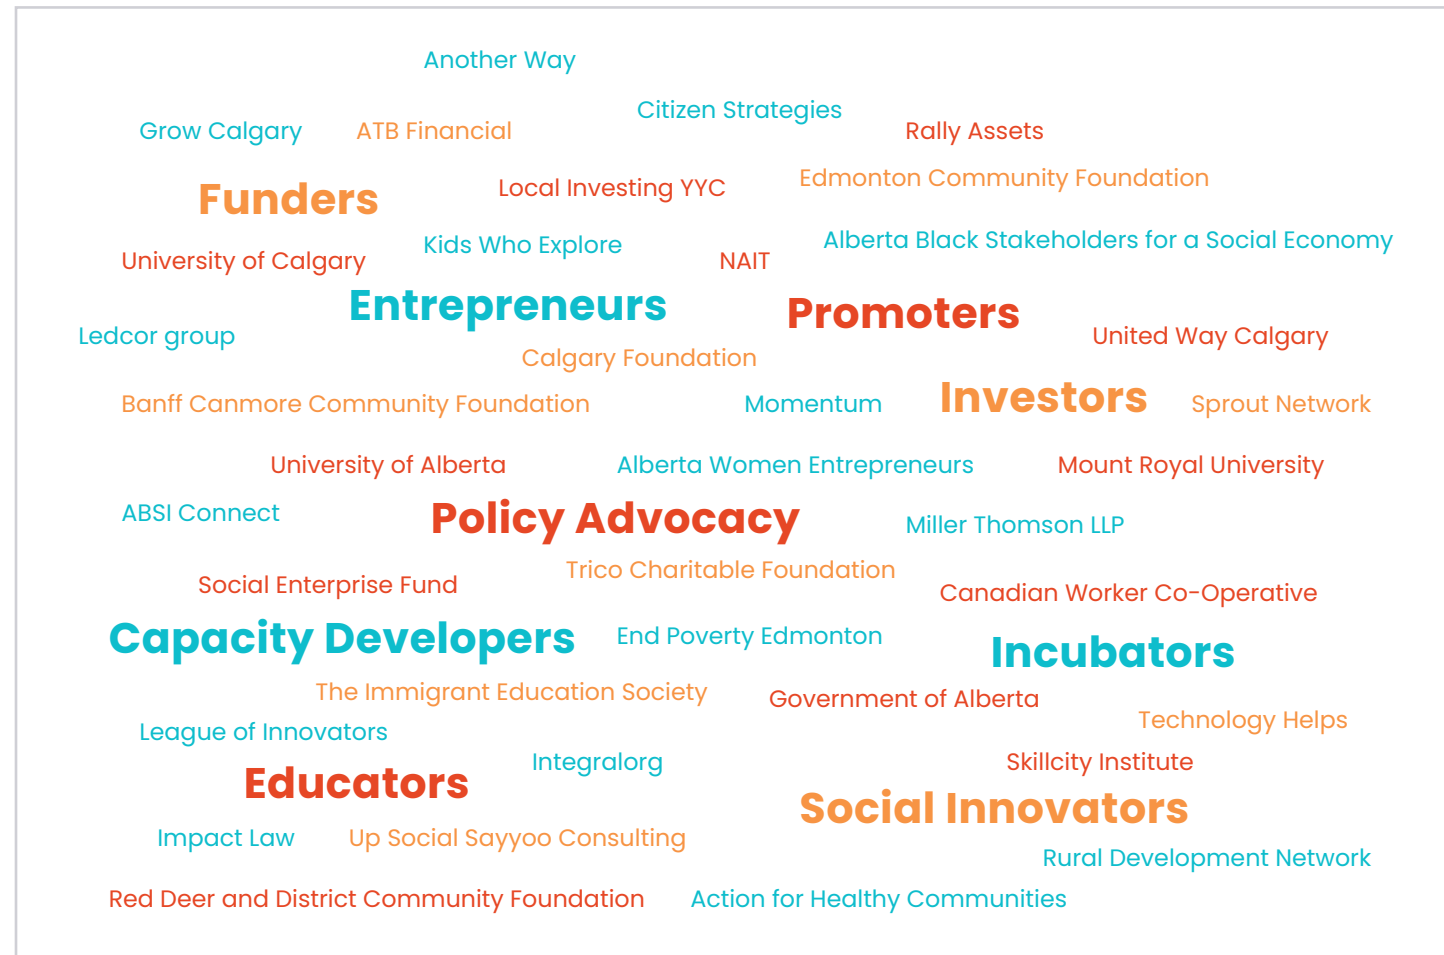 Another Way
Citizen Strategies
Grow Calgary
ATB Financial
Rally Assets
Funders
Local Investing YYC
Edmonton Community Foundation
University of Calgary
Kids Who Explore
NAIT
Alberta Black Stakeholders for a Social Economy
Entrepreneurs
Promoters
Ledcor group
Calgary Foundation
United Way Calgary
Banff Canmore Community Foundation
Momentum
Investors
Sprout Network
University of Alberta
Alberta Women Entrepreneurs
Mount Royal University
ABSI Connect
Policy Advocacy
Miller Thomson LLP
Social Enterprise Fund
Trico Charitable Foundation
Canadian Worker Co-Operative
Capacity Developers
End Poverty Edmonton
Incubators
The Immigrant Education Society
Government of Alberta
Technology Helps
League of Innovators
Integralorg
Skillcity Institute
Educators
Social Innovators
Impact Law
Up Social Sayyoo Consulting
Rural Development Network
Red Deer and District Community Foundation
Action for Healthy Communities